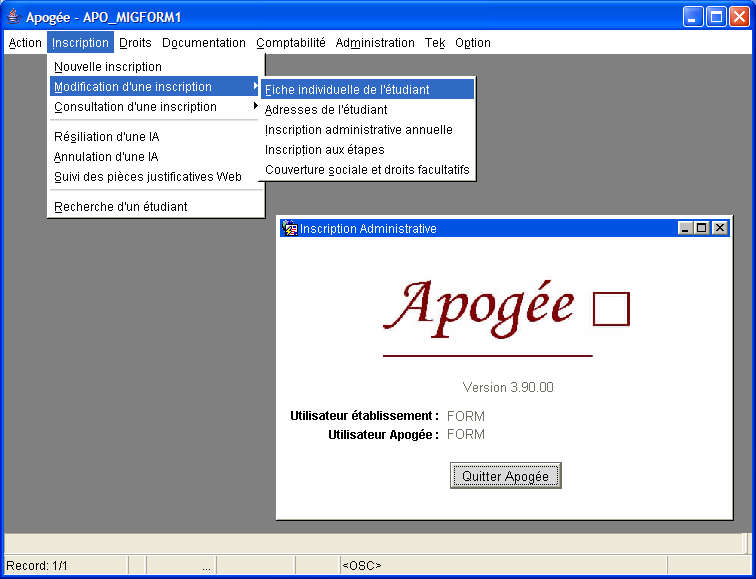 Apogée - APO_MIGFORM1
Action Inscription Droits Documentation Comptabilité Administration Tek Option
Nouvelle inscription
Modification d'une inscription
Consultation d'une inscription
Résiliation d'une IA
Annulation d'une IA
Suivi des pièces justificatives Web
Recherche d'un étudiant
Fiche individuelle de l'étudiant
Adresses de l'étudiant
Inscription administrative annuelle
Inscription aux étapes
Couverture sociale et droits facultatifs
Inscription Administrative
Apogée
Version 3.90.00
Utilisateur établissement : FORM
Utilisateur Apogée : FORM
Quitter Apogée
Record: 1/1 ... <OSC>